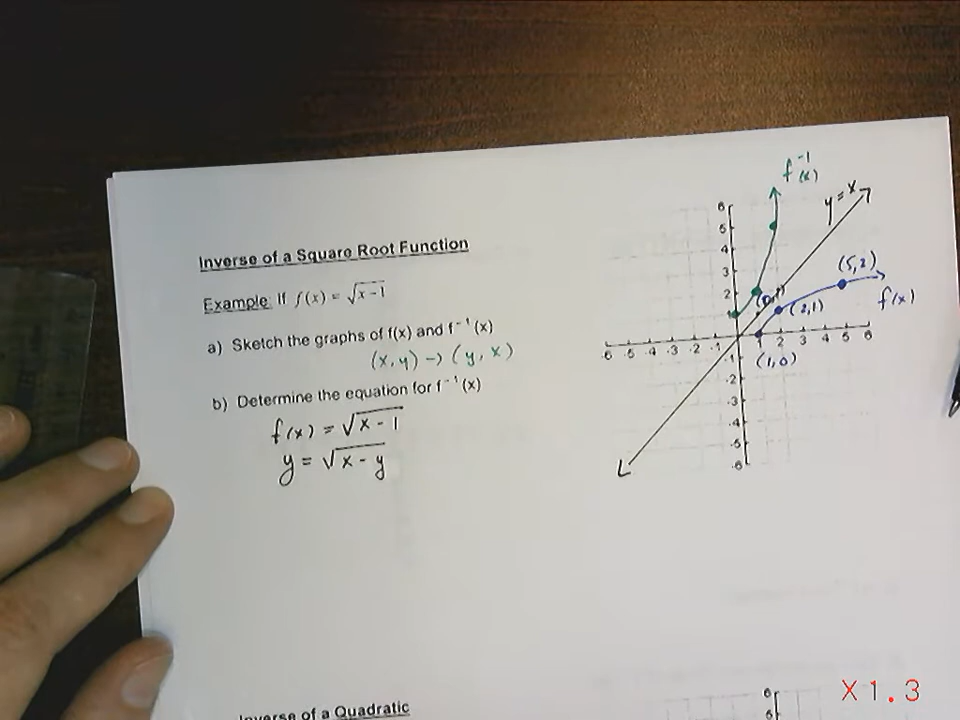 Inverse of a Square Root Function
Example: If f(x) = √x-1
a) Sketch the graphs of f(x) and f⁻¹(x)
(x, y) → (y, x)
b) Determine the equation for f⁻¹(x)
f(x) = √x - 1
y = √x - y
f⁻¹(x)
y = x
(5,2)
f(x)
(2,1)
(1,0)
6
5
4
3
2
-6 -5 -4 -3 -2 -1 1 2 3 4 5 6
-1
-2
-3
-4
-5
-6
Inverse of a Quadratic
6
5
X1.3